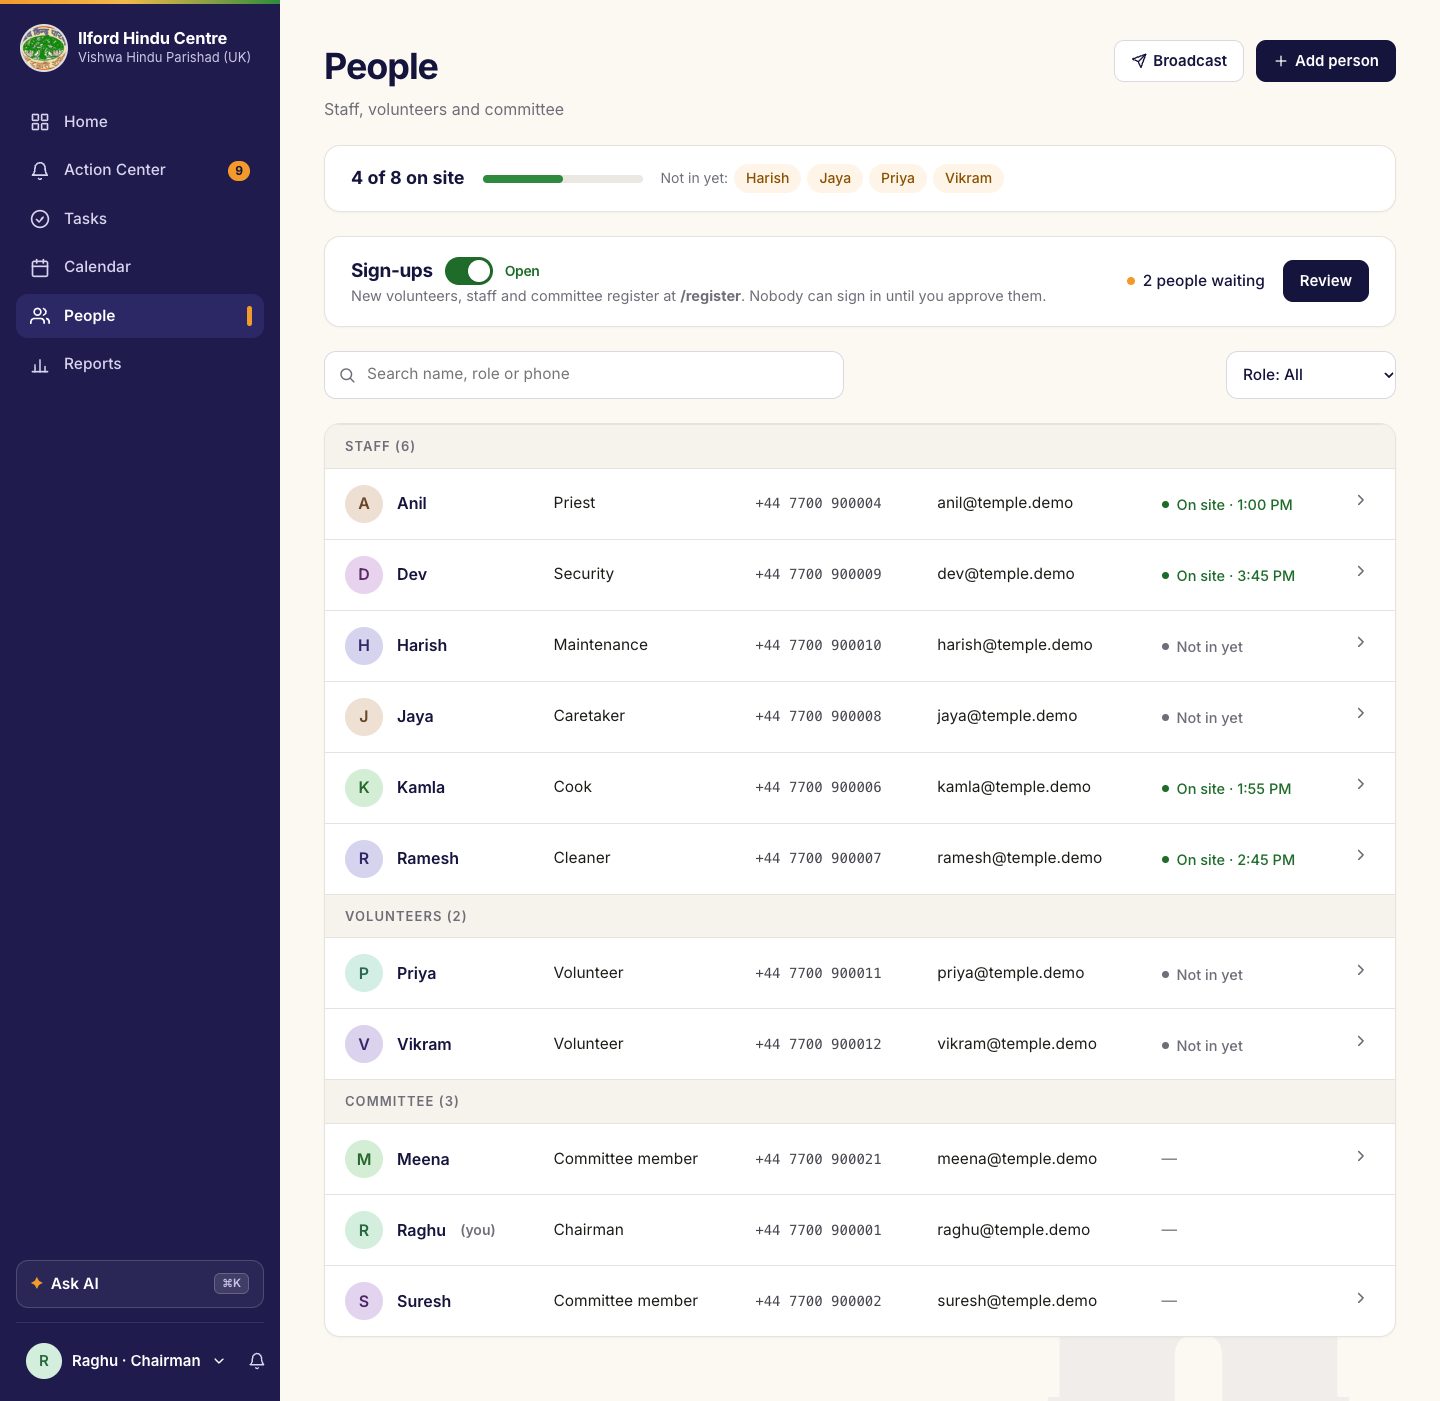 Ilford Hindu Centre
Vishwa Hindu Parishad (UK)
Home
Action Center 9
Tasks
Calendar
People
Reports
Ask AI ⌘K
R Raghu · Chairman
People
Staff, volunteers and committee
Broadcast
+ Add person
4 of 8 on site Not in yet: Harish Jaya Priya Vikram
Sign-ups Open
New volunteers, staff and committee register at /register. Nobody can sign in until you approve them.
2 people waiting Review
Search name, role or phone
Role: All
STAFF (6)
A Anil Priest +44 7700 900004 anil@temple.demo On site · 1:00 PM
D Dev Security +44 7700 900009 dev@temple.demo On site · 3:45 PM
H Harish Maintenance +44 7700 900010 harish@temple.demo Not in yet
J Jaya Caretaker +44 7700 900008 jaya@temple.demo Not in yet
K Kamla Cook +44 7700 900006 kamla@temple.demo On site · 1:55 PM
R Ramesh Cleaner +44 7700 900007 ramesh@temple.demo On site · 2:45 PM
VOLUNTEERS (2)
P Priya Volunteer +44 7700 900011 priya@temple.demo Not in yet
V Vikram Volunteer +44 7700 900012 vikram@temple.demo Not in yet
COMMITTEE (3)
M Meena Committee member +44 7700 900021 meena@temple.demo —
R Raghu (you) Chairman +44 7700 900001 raghu@temple.demo —
S Suresh Committee member +44 7700 900002 suresh@temple.demo —